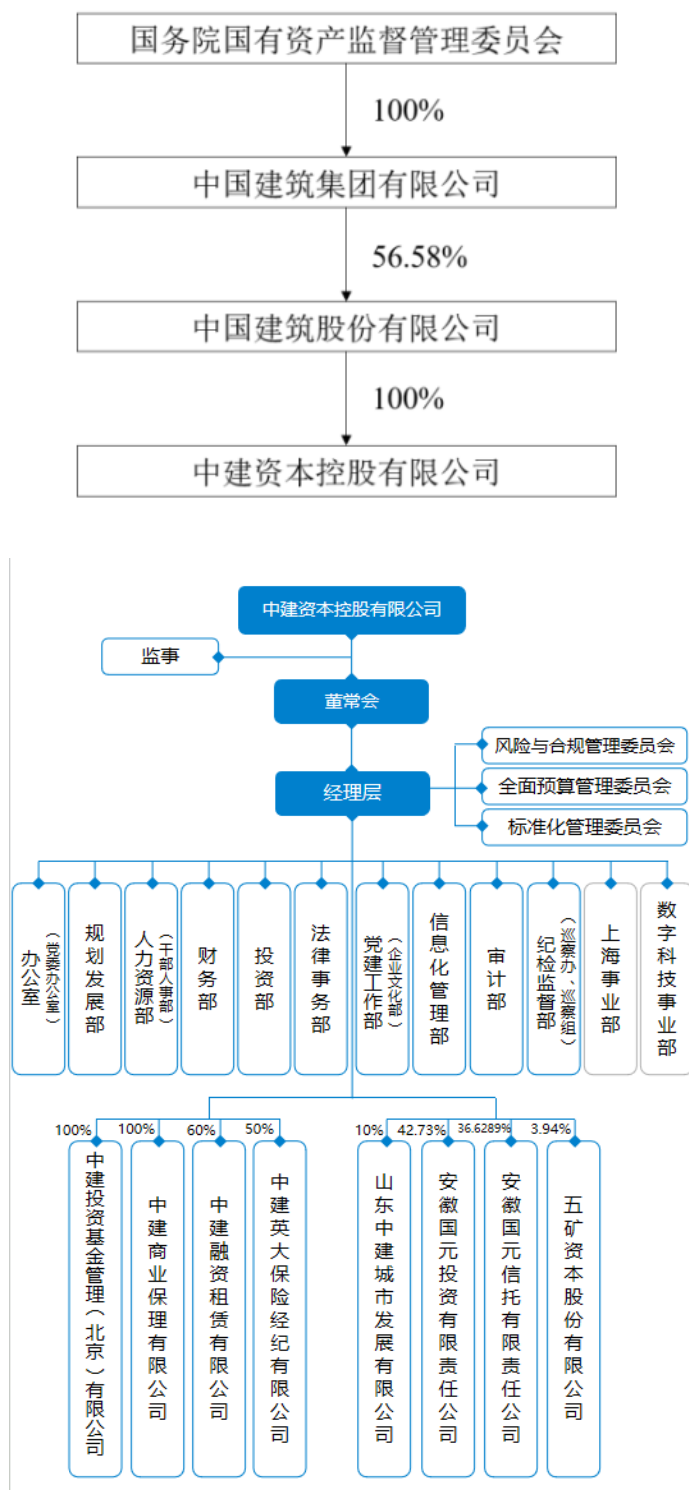 国务院国有资产监督管理委员会
100%
中国建筑集团有限公司
56.58%
中国建筑股份有限公司
100%
中建资本控股有限公司
中建资本控股有限公司
监事
董常会
经理层
风险与合规管理委员会
全面预算管理委员会
标准化管理委员会
办公室
（党委办公室）
规划发展部
人力资源部
（干部人事部）
财务部
投资部
法律事务部
党建工作部
（企业文化部）
信息化管理部
审计部
纪检监督部
（巡察办、巡察组）
上海事业部
数字科技事业部
100%
中建投资基金管理（北京）有限公司
100%
中建商业保理有限公司
60%
中建融资租赁有限公司
50%
中建英大保险经纪有限公司
10%
山东中建城市发展有限公司
42.73%
安徽国元投资有限责任公司
36.6289%
安徽国元信托有限责任公司
3.94%
五矿资本股份有限公司